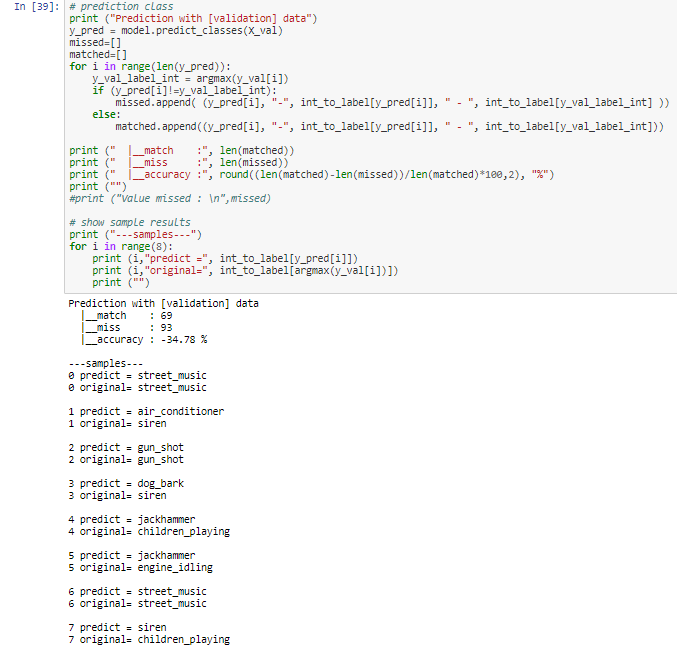 In [39]: # prediction class
print ("Prediction with [validation] data")
y_pred = model.predict_classes(X_val)
missed=[]
matched=[]
for i in range(len(y_pred)):
    y_val_label_int = argmax(y_val[i])
    if (y_pred[i]!=y_val_label_int):
        missed.append( (y_pred[i], "-", int_to_label[y_pred[i]], " - ", int_to_label[y_val_label_int] ))
    else:
        matched.append((y_pred[i], "-", int_to_label[y_pred[i]], " - ", int_to_label[y_val_label_int]))
print ("  |__match    :", len(matched))
print ("  |__miss     :", len(missed))
print ("  |__accuracy :", round((len(matched)-len(missed))/len(matched)*100,2), "%")
print ("")
#print ("Value missed : \n",missed)
# show sample results
print ("---samples---")
for i in range(8):
    print (i,"predict =", int_to_label[y_pred[i]])
    print (i,"original=", int_to_label[argmax(y_val[i])])
    print ("")
Prediction with [validation] data
  |__match    : 69
  |__miss     : 93
  |__accuracy : -34.78 %
---samples---
0 predict = street_music
0 original= street_music
1 predict = air_conditioner
1 original= siren
2 predict = gun_shot
2 original= gun_shot
3 predict = dog_bark
3 original= siren
4 predict = jackhammer
4 original= children_playing
5 predict = jackhammer
5 original= engine_idling
6 predict = street_music
6 original= street_music
7 predict = siren
7 original= children_playing